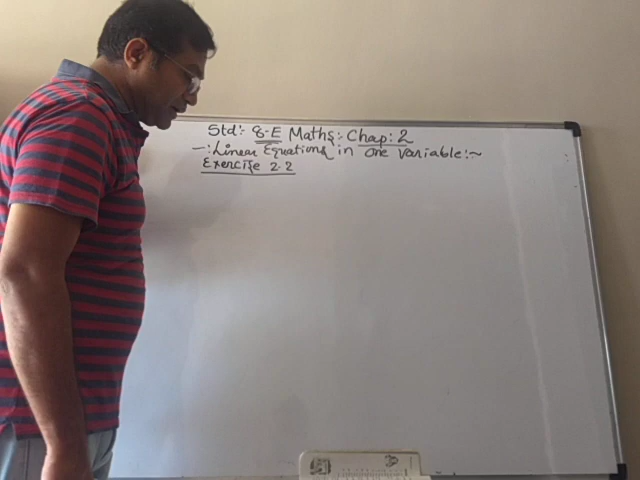 Std:- 8-E Maths:- Chap: 2
-:Linear Equations in one variable:~
Exercise 2.2